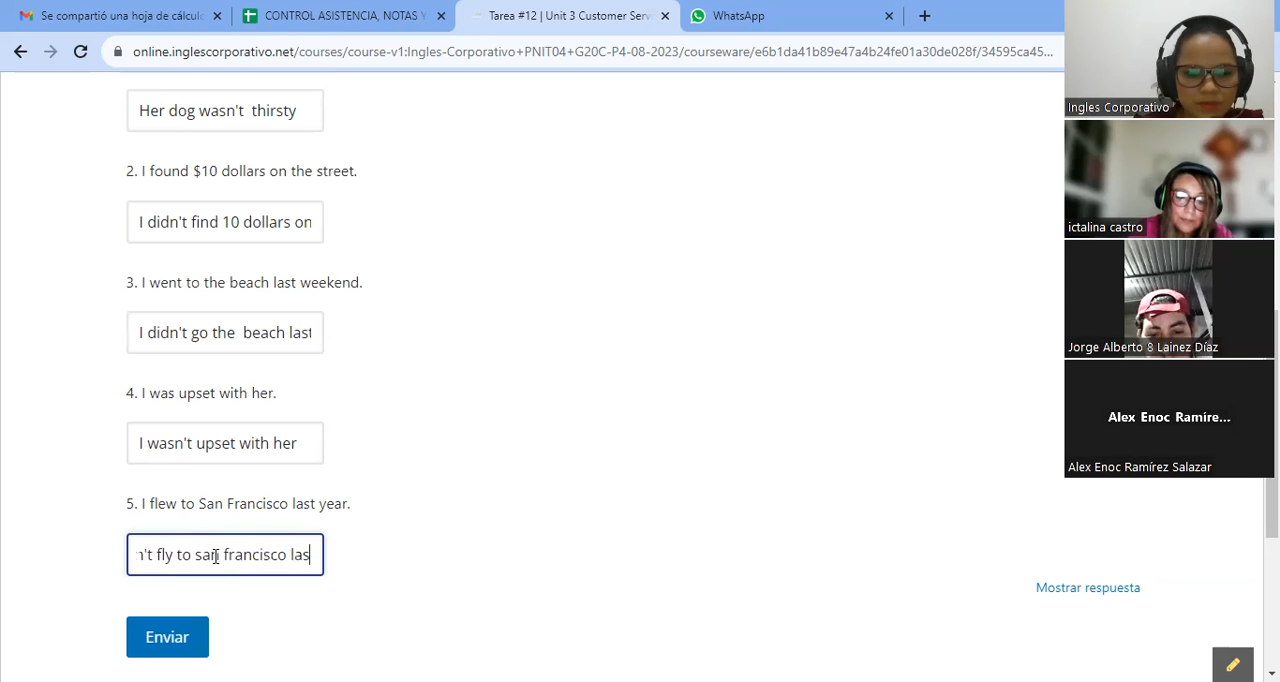 Se compartió una hoja de cálcul
CONTROL ASISTENCIA, NOTAS Y
Tarea #12 | Unit 3 Customer Serv
WhatsApp
online.inglescorporativo.net/courses/course-v1:Ingles-Corporativo+PNIT04+G20C-P4-08-2023/courseware/e6b1da41b89e47a4b24fe01a30de028f/34595ca45...
Her dog wasn't  thirsty
2. I found $10 dollars on the street.
I didn't find 10 dollars on
3. I went to the beach last weekend.
I didn't go the  beach last
4. I was upset with her.
I wasn't upset with her
5. I flew to San Francisco last year.
n't fly to san francisco las
Mostrar respuesta
Enviar
Ingles Corporativo
ictalina castro
Jorge Alberto 8 Lainez Díaz
Alex Enoc Ramíre...
Alex Enoc Ramírez Salazar